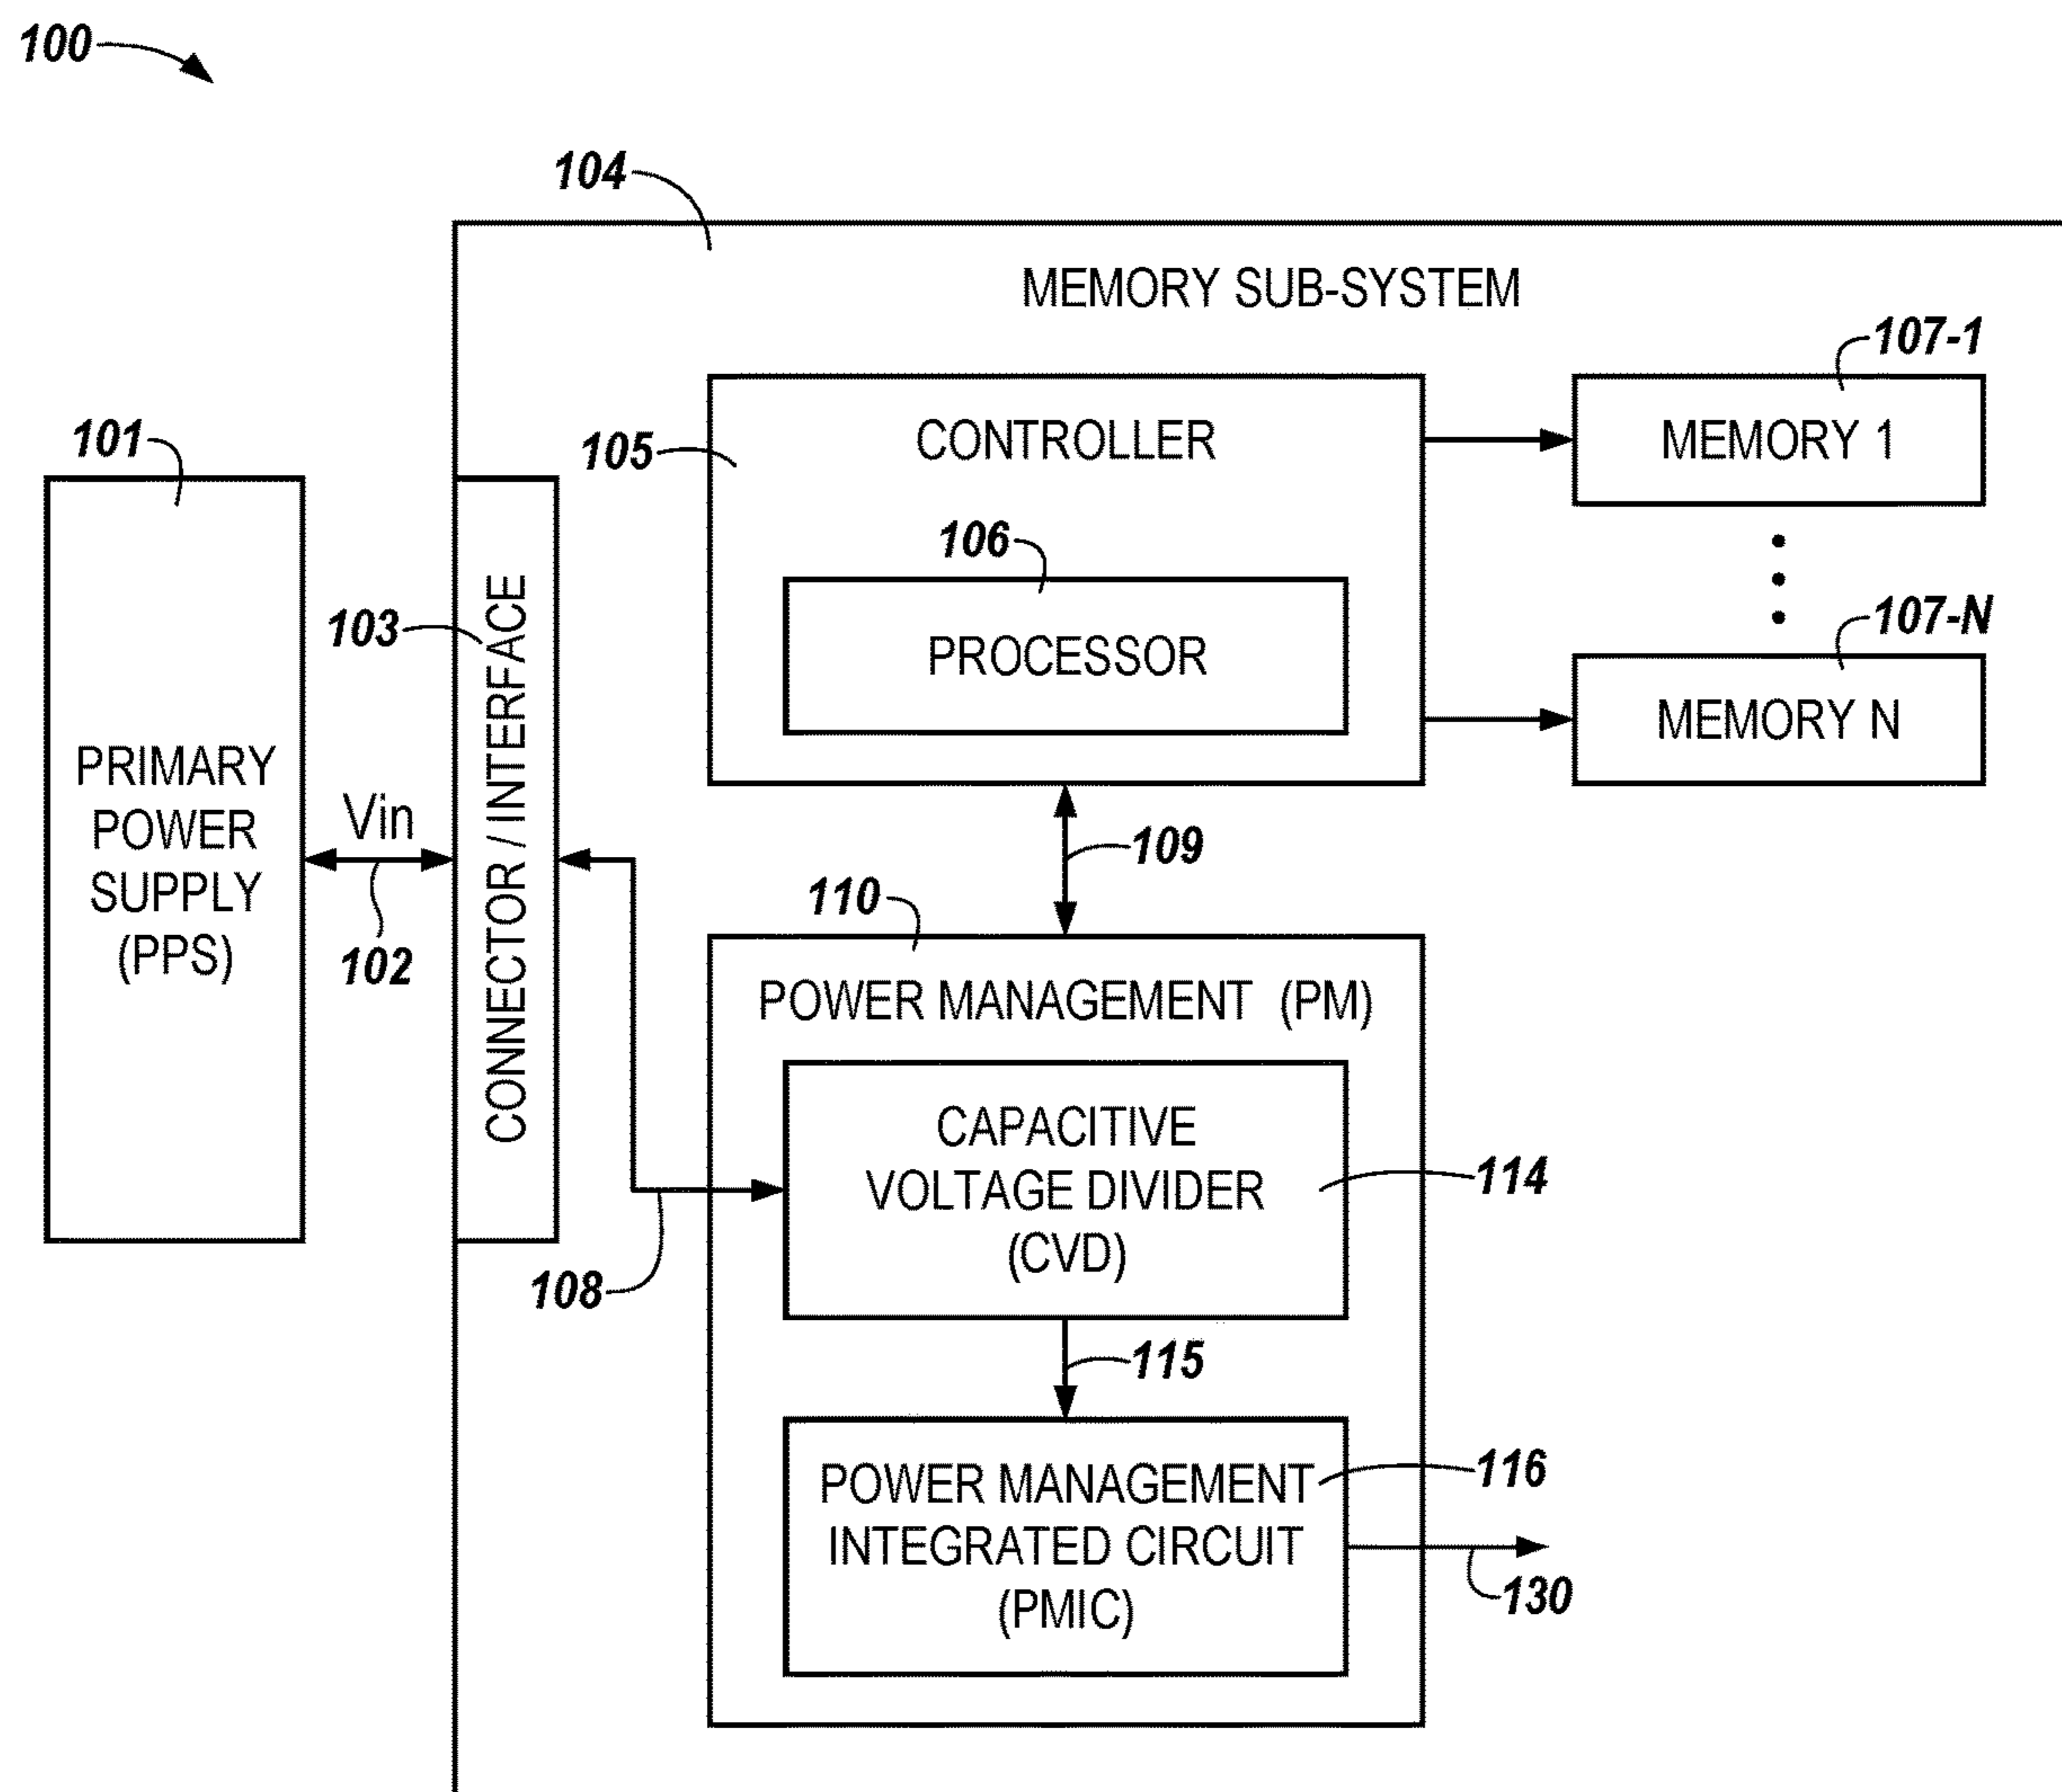 100
104
MEMORY SUB-SYSTEM
107-1
101
105
CONTROLLER
MEMORY 1
106
103
PROCESSOR
107-N
MEMORY N
CONNECTOR / INTERFACE
PRIMARY
POWER
SUPPLY
(PPS)
Vin
102
109
110
POWER MANAGEMENT (PM)
CAPACITIVE
VOLTAGE DIVIDER
(CVD)
114
108
115
POWER MANAGEMENT
INTEGRATED CIRCUIT
(PMIC)
116
130